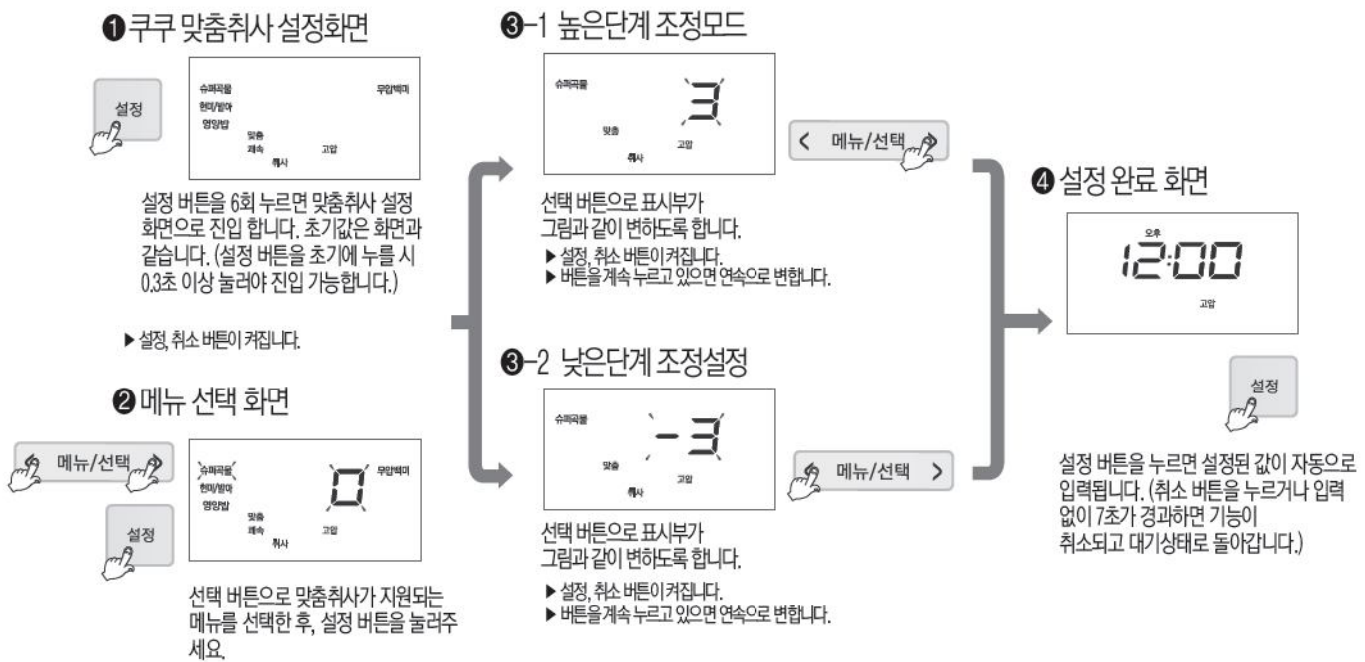 ❶ 쿠쿠 맞춤취사 설정화면
설정
슈퍼곡물 무압백미
현미/발아
영양밥
맞춤
쾌속 고압
취사
설정 버튼을 6회 누르면 맞춤취사 설정
화면으로 진입 합니다. 초기값은 화면과
같습니다. (설정 버튼을 초기에 누를 시
0.3초 이상 눌러야 진입 가능합니다.)
▶ 설정, 취소 버튼이 켜집니다.
❷ 메뉴 선택 화면
< 메뉴/선택 >
설정
슈퍼곡물 0 무압백미
현미/발아
영양밥
맞춤
쾌속 고압
취사
선택 버튼으로 맞춤취사가 지원되는
메뉴를 선택한 후, 설정 버튼을 눌러주
세요.
❸-1 높은단계 조정모드
슈퍼곡물 3
맞춤 고압
취사
< 메뉴/선택 >
선택 버튼으로 표시부가
그림과 같이 변하도록 합니다.
▶ 설정, 취소 버튼이 켜집니다.
▶ 버튼을 계속 누르고 있으면 연속으로 변합니다.
❸-2 낮은단계 조정설정
슈퍼곡물 -3
맞춤 고압
취사
< 메뉴/선택 >
선택 버튼으로 표시부가
그림과 같이 변하도록 합니다.
▶ 설정, 취소 버튼이 켜집니다.
▶ 버튼을 계속 누르고 있으면 연속으로 변합니다.
❹ 설정 완료 화면
오후
12:00
고압
설정
설정 버튼을 누르면 설정된 값이 자동으로
입력됩니다. (취소 버튼을 누르거나 입력
없이 7초가 경과하면 기능이
취소되고 대기상태로 돌아갑니다.)